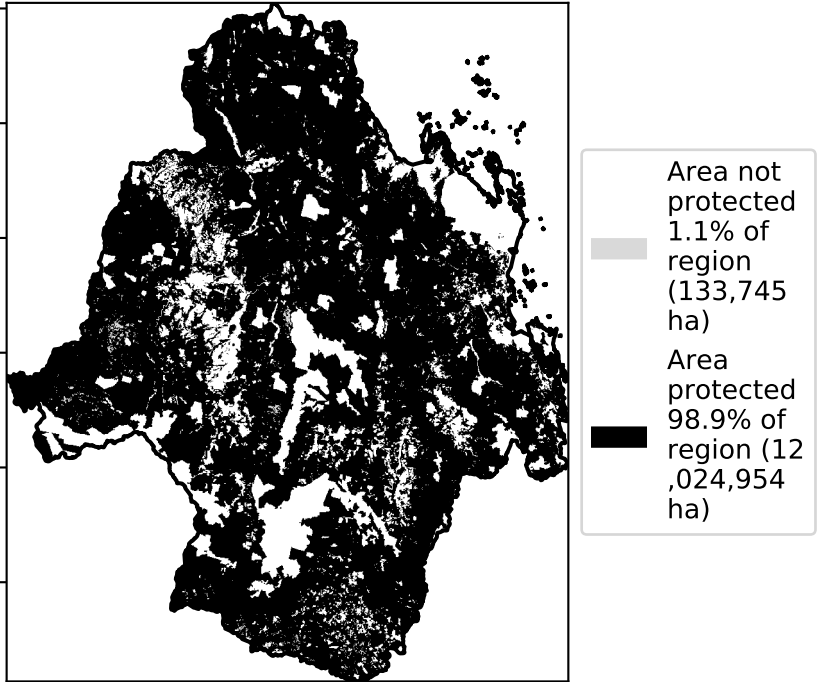 Area not
protected
1.1% of
region
(133,745
ha)
Area
protected
98.9% of
region (12
,024,954
ha)